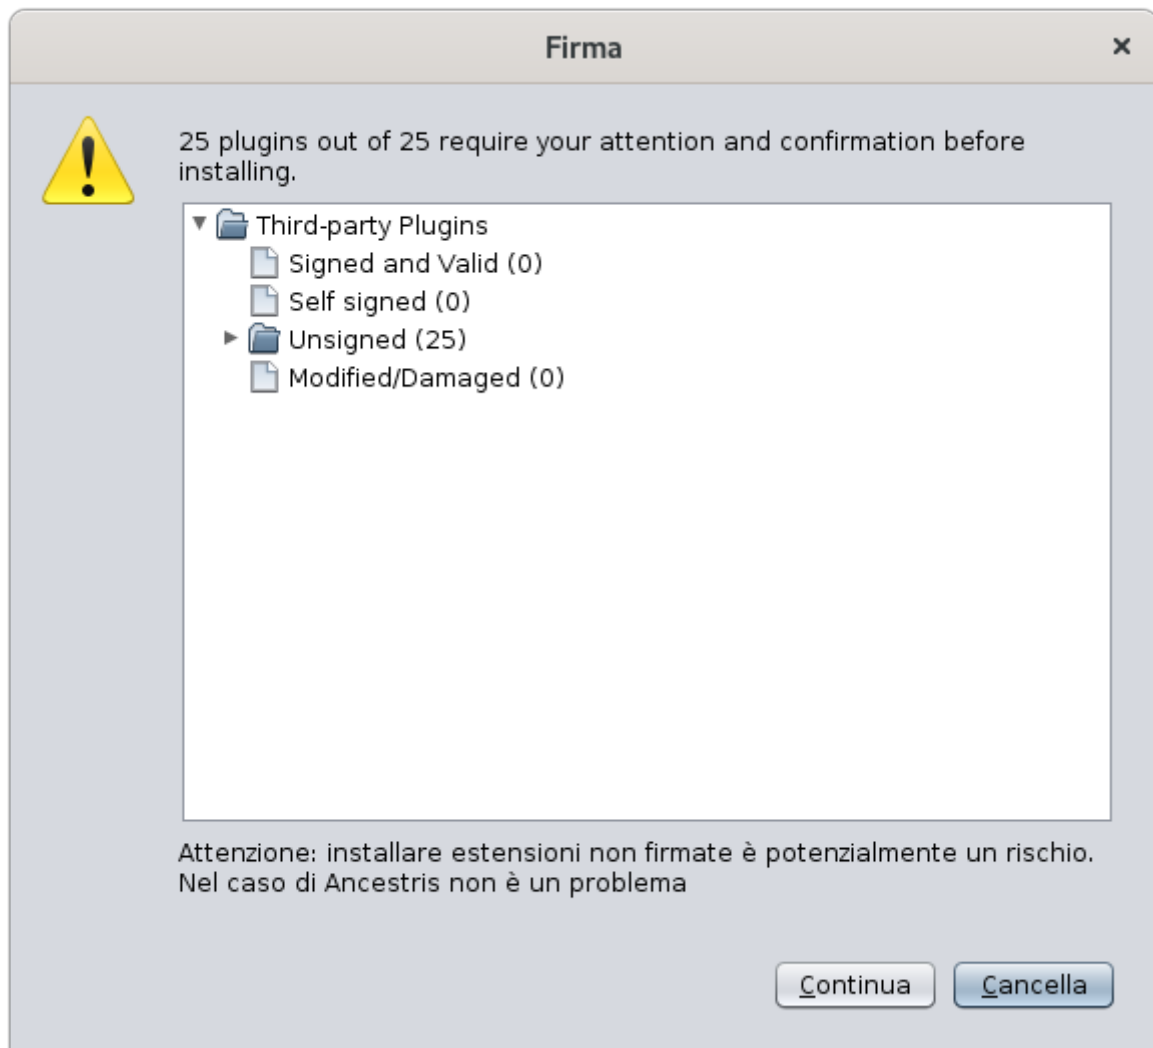 Firma
25 plugins out of 25 require your attention and confirmation before
installing.
Third-party Plugins
Signed and Valid (0)
Self signed (0)
Unsigned (25)
Modified/Damaged (0)
Attenzione: installare estensioni non firmate è potenzialmente un rischio.
Nel caso di Ancestris non è un problema
Continua
Cancella